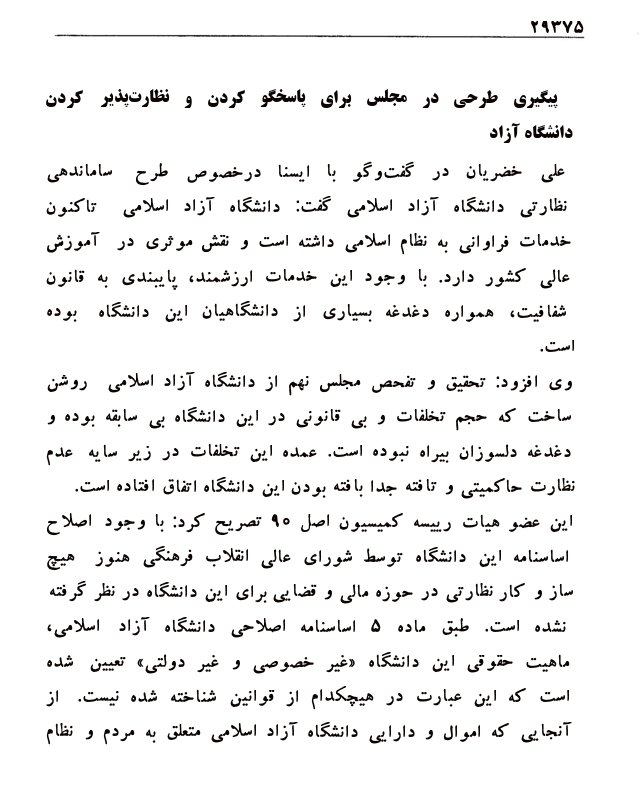 ۲۹۳۷۵
پیگیری طرحی در مجلس برای پاسخگو کردن و نظارت‌پذیر کردن
دانشگاه آزاد
علی خضریان در گفت‌وگو با ایسنا درخصوص طرح ساماندهی
نظارتی دانشگاه آزاد اسلامی گفت: دانشگاه آزاد اسلامی تاکنون
خدمات فراوانی به نظام اسلامی داشته است و نقش موثری در آموزش
عالی کشور دارد. با وجود این خدمات ارزشمند، پایبندی به قانون
شفافیت، همواره دغدغه بسیاری از دانشگاهیان این دانشگاه بوده
است.
وی افزود: تحقیق و تفحص مجلس نهم از دانشگاه آزاد اسلامی روشن
ساخت که حجم تخلفات و بی قانونی در این دانشگاه بی سابقه بوده و
دغدغه دلسوزان بیراه نبوده است. عمده این تخلفات در زیر سایه عدم
نظارت حاکمیتی و تافته جدا بافته بودن این دانشگاه اتفاق افتاده است.
این عضو هیات رییسه کمیسیون اصل ۹۰ تصریح کرد: با وجود اصلاح
اساسنامه این دانشگاه توسط شورای عالی انقلاب فرهنگی هنوز هیچ
ساز و کار نظارتی در حوزه مالی و قضایی برای این دانشگاه در نظر گرفته
نشده است. طبق ماده ۵ اساسنامه اصلاحی دانشگاه آزاد اسلامی،
ماهیت حقوقی این دانشگاه «غیر خصوصی و غیر دولتی» تعیین شده
است که این عبارت در هیچکدام از قوانین شناخته شده نیست. از
آنجایی که اموال و دارایی دانشگاه آزاد اسلامی متعلق به مردم و نظام